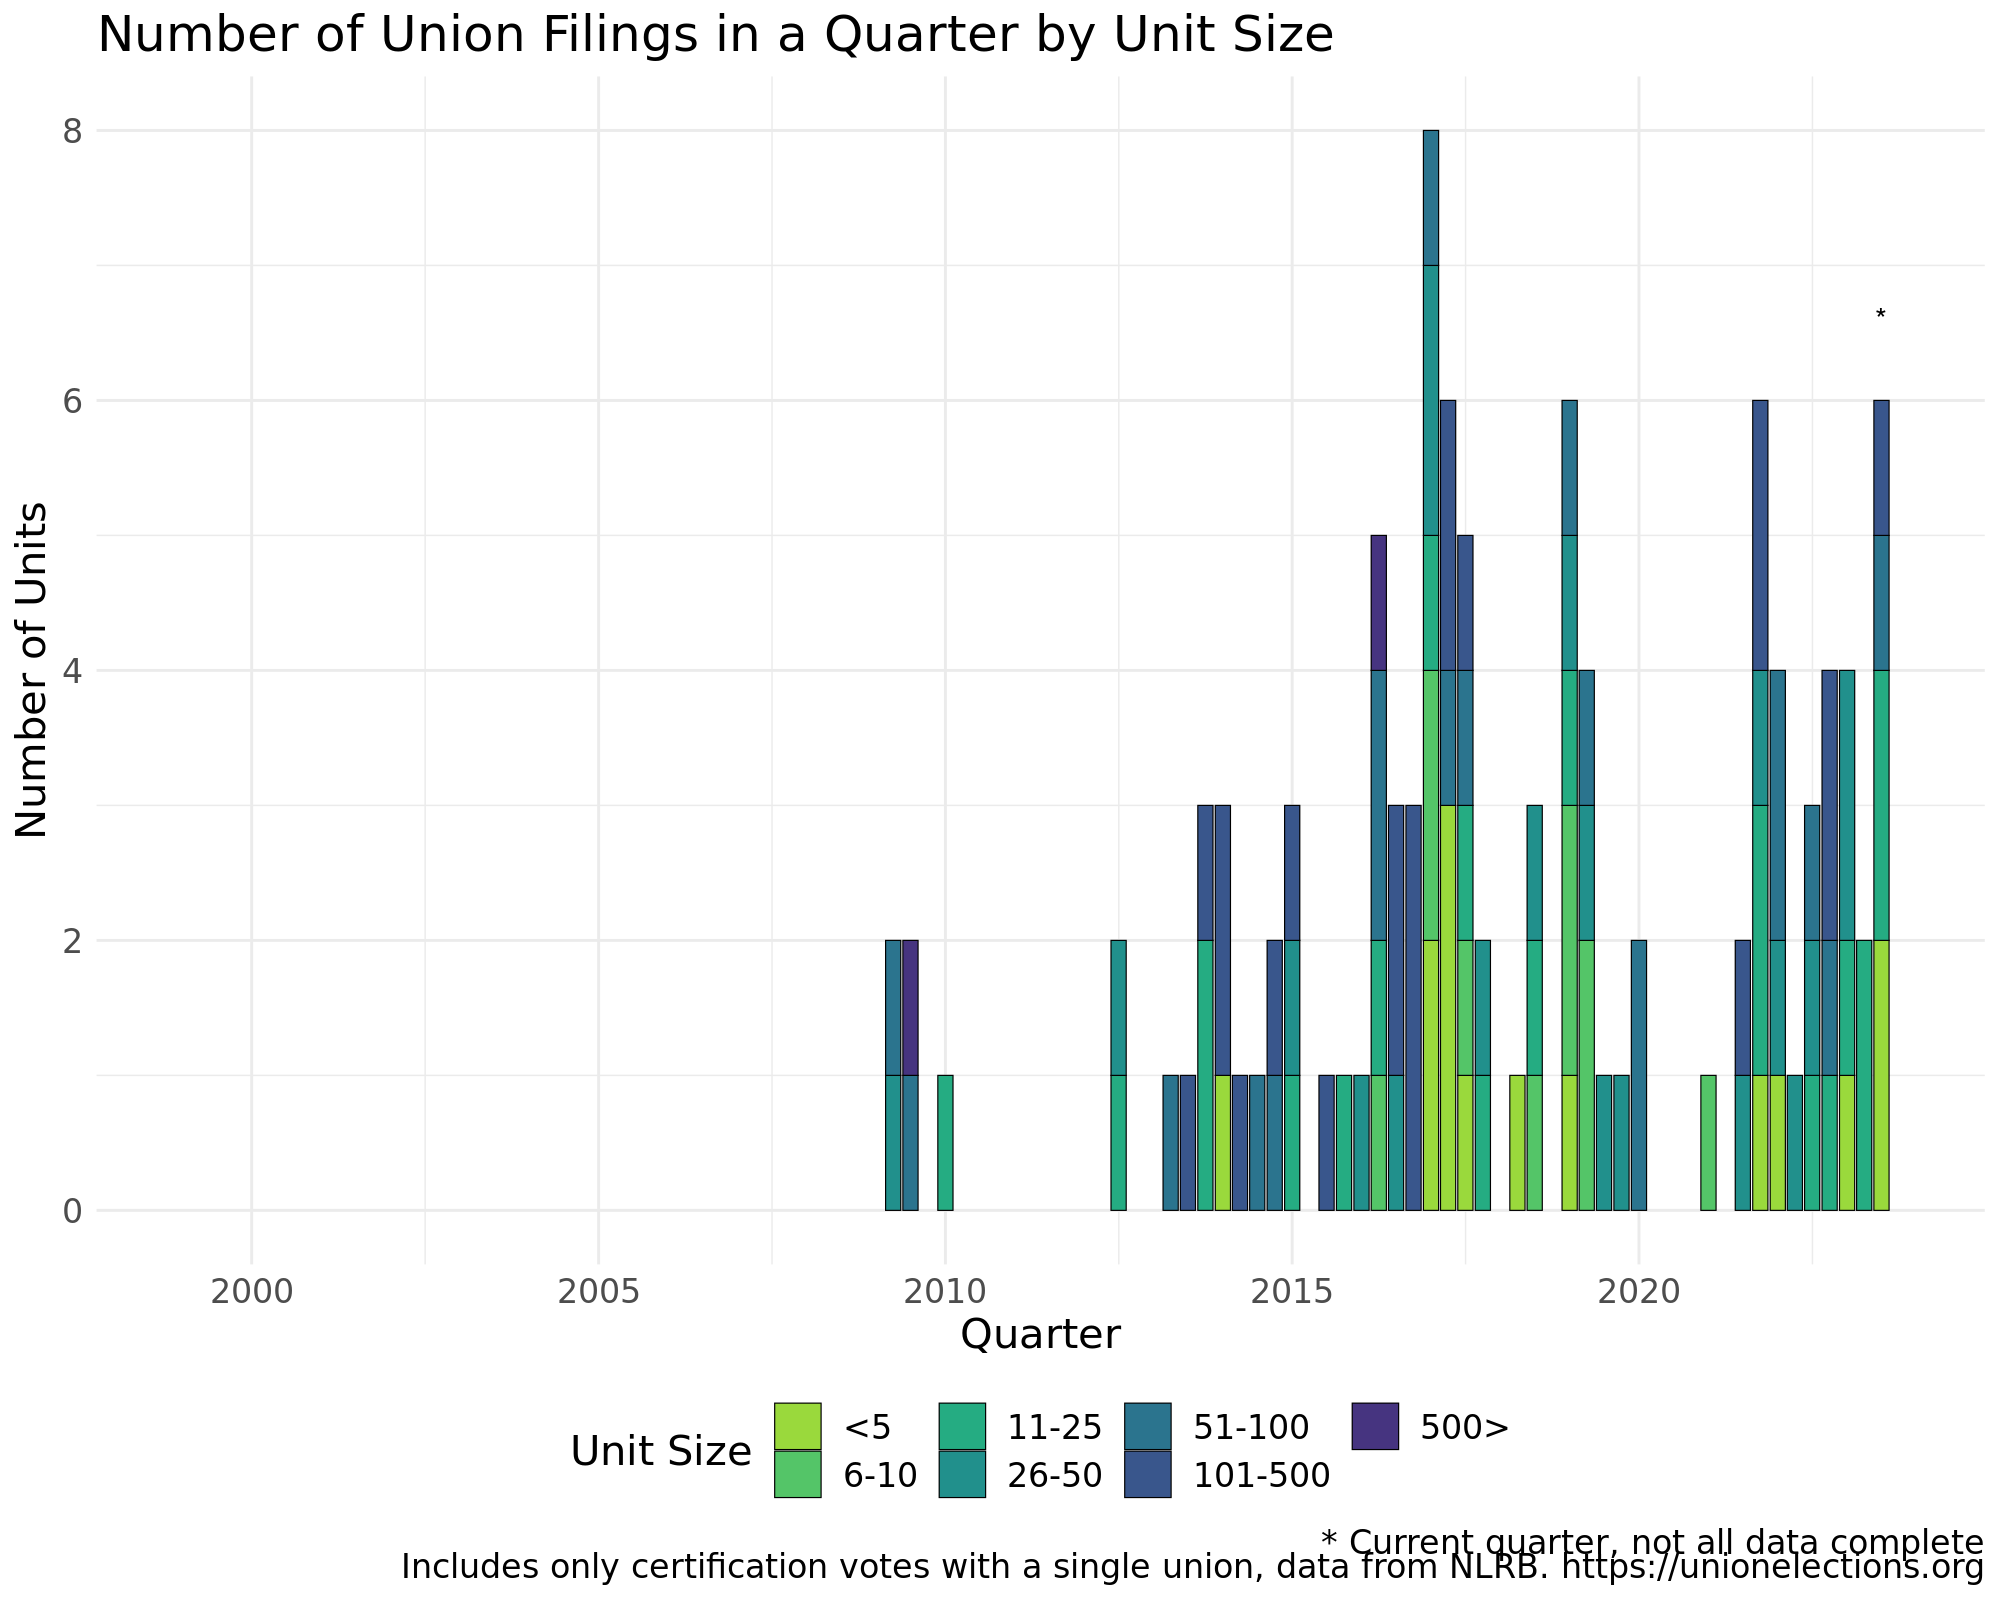 Number of Union Filings in a Quarter by Unit Size
8
*
6
Number of Units
4
2
0
2000 2005 2010 2015 2020
Quarter
Unit Size
<5 11-25 51-100 500>
6-10 26-50 101-500
* Current quarter, not all data complete
Includes only certification votes with a single union, data from NLRB. https://unionelections.org